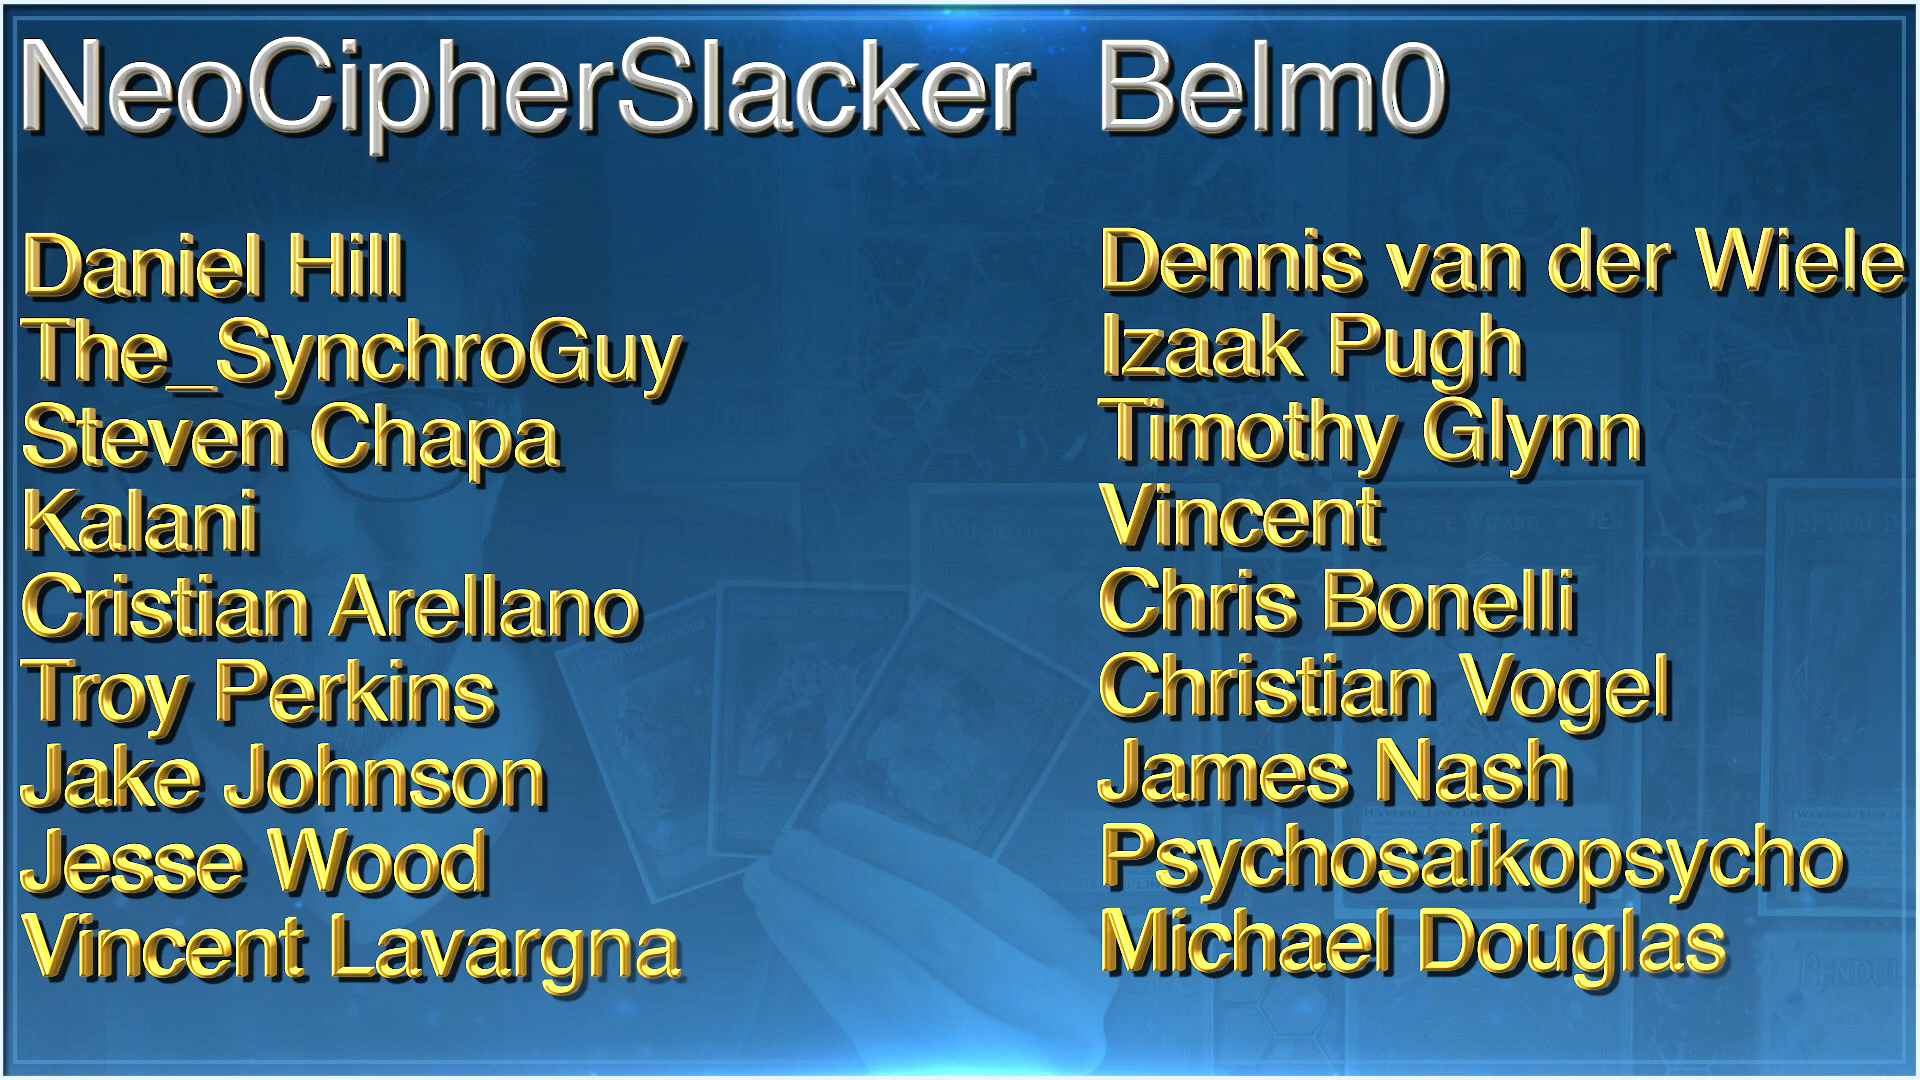 NeoCipherSlacker
Daniel Hill
The_SynchroGuy
Steven Chapa
Kalani
Cristian Arellano
Troy Perkins
Jake Johnson
Jesse Wood
Vincent Lavargna
Belm0
Dennis van der Wiele
Izaak Pugh
Timothy Glynn
Vincent
Chris Bonelli
Christian Vogel
James Nash
Psychosaikopsycho
Michael Douglas